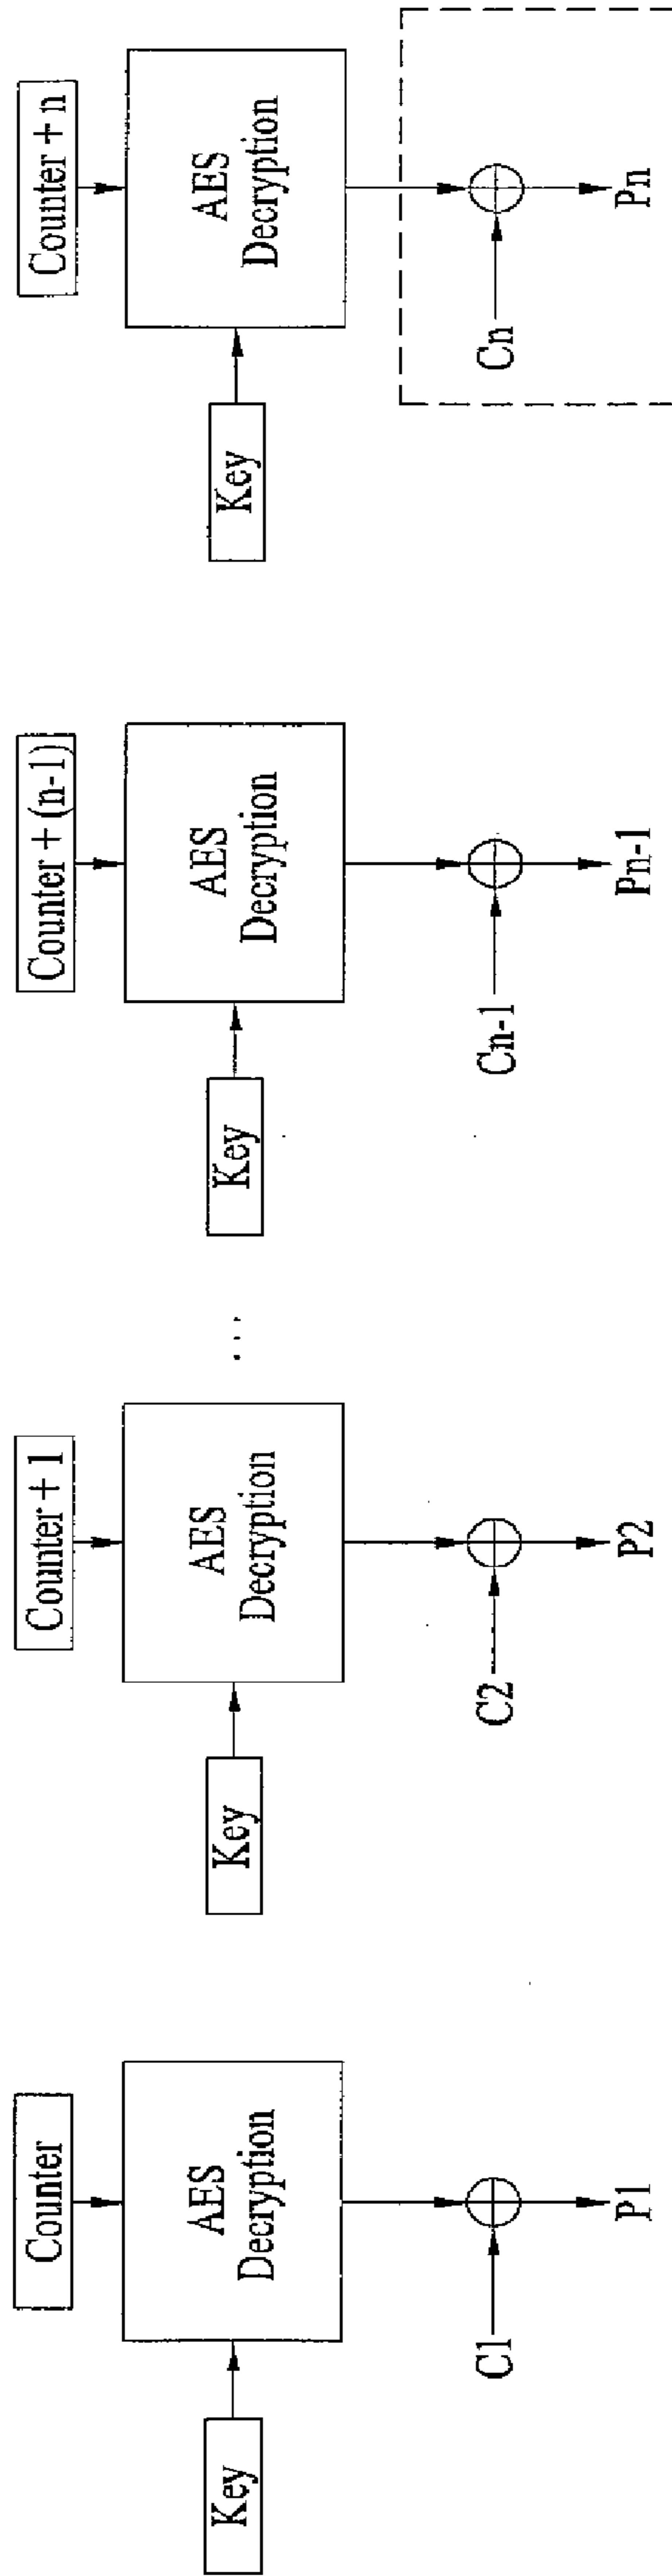 Counter
Key
AES
Decryption
C1
P1
Counter + 1
Key
AES
Decryption
C2
P2
...
Counter + (n-1)
Key
AES
Decryption
Cn-1
Pn-1
Counter + n
Key
AES
Decryption
Cn
Pn